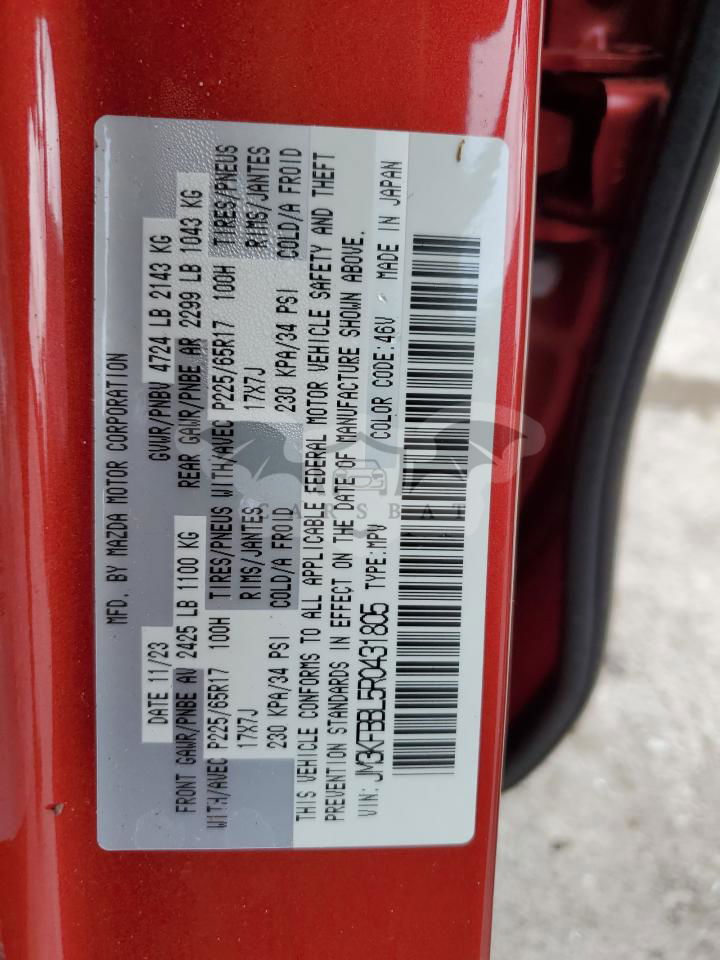 MFD. BY MAZDA MOTOR CORPORATION
DATE 11/23 GVWR/PNBV 4724 LB 2143 KG
FRONT GAWR/PNBE AV 2425 LB 1100 KG REAR GAWR/PNBE AR 2299 LB 1043 KG
WITH/AVEC P225/65R17 100H TIRES/PNEUS WITH/AVEC P225/65R17 100H TIRES/PNEUS
17X7J RIMS/JANTES 17X7J RIMS/JANTES
230 KPA/34 PSI COLD/A FROID 230 KPA/34 PSI COLD/A FROID
THIS VEHICLE CONFORMS TO ALL APPLICABLE FEDERAL MOTOR VEHICLE SAFETY AND THEFT
PREVENTION STANDARDS IN EFFECT ON THE DATE OF MANUFACTURE SHOWN ABOVE.
VIN: JM3KFBBL5R0431805 TYPE:MPV COLOR CODE:46V MADE IN JAPAN
CARSBAT